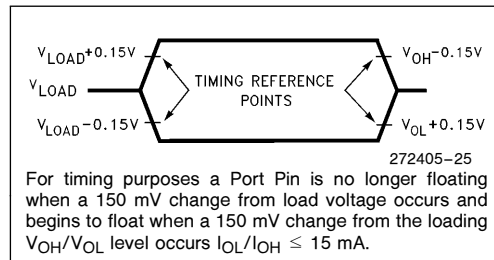 VLOAD+0.15V
VOH−0.15V
VLOAD
TIMING REFERENCE
POINTS
VLOAD−0.15V
VOL+0.15V
272405–25
For timing purposes a Port Pin is no longer floating
when a 150 mV change from load voltage occurs and
begins to float when a 150 mV change from the loading
VOH/VOL level occurs IOL/IOH ≤ 15 mA.